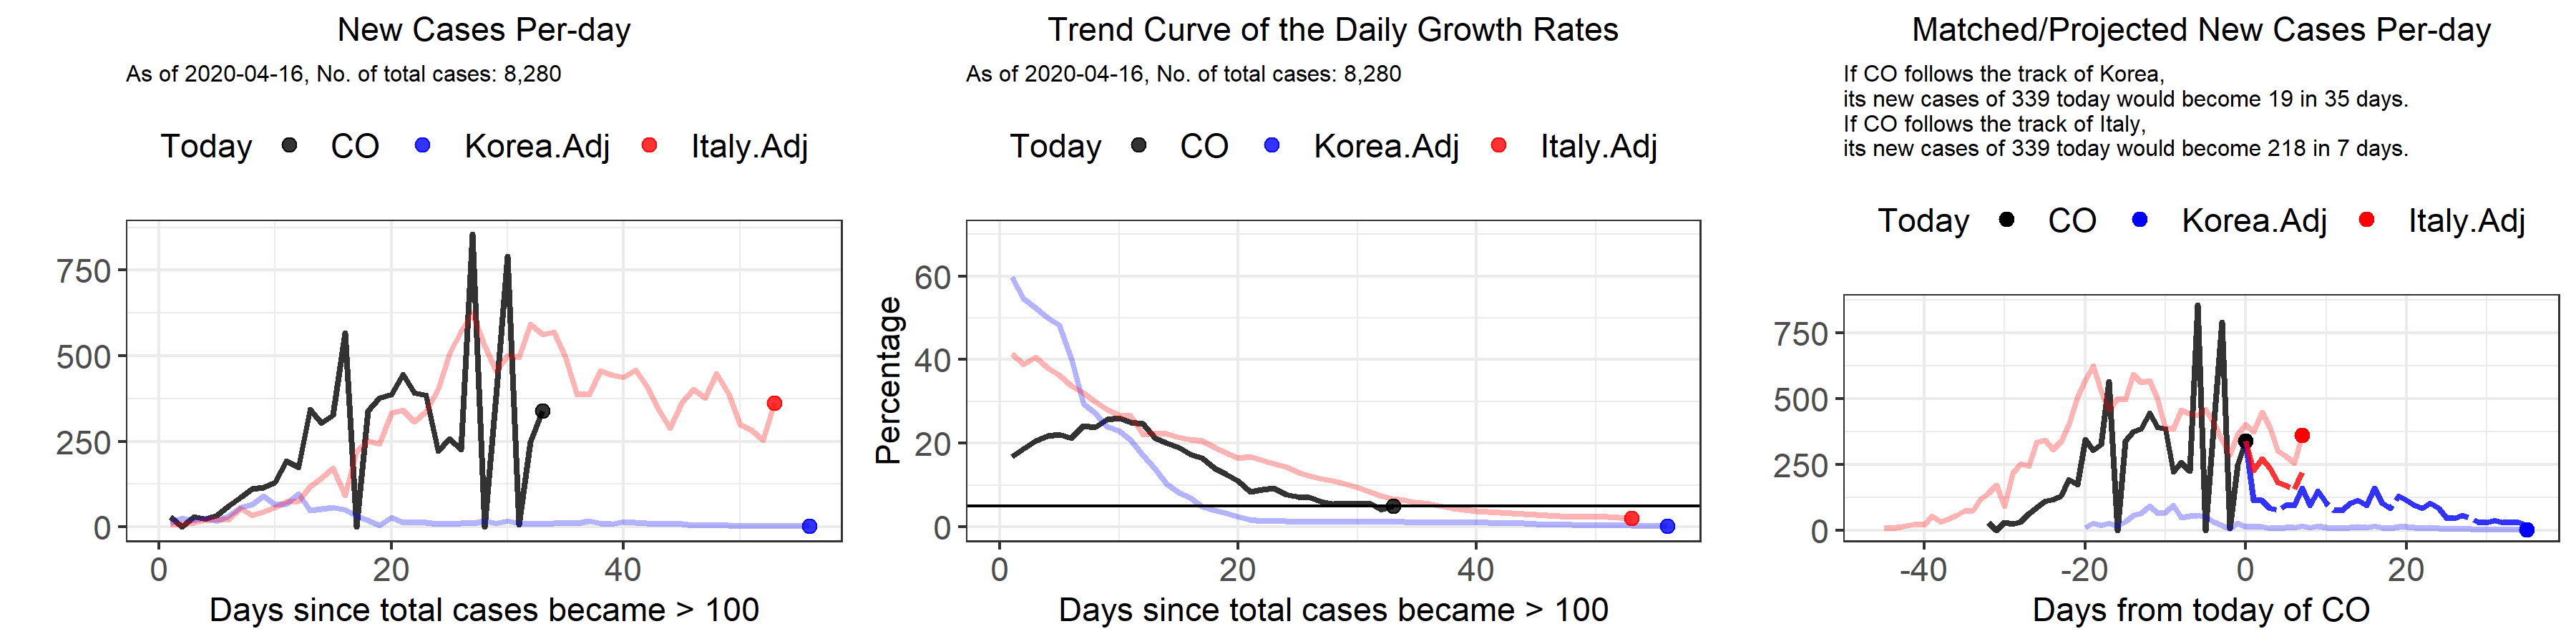 New Cases Per-day
As of 2020-04-16, No. of total cases: 8,280
Today CO Korea.Adj Italy.Adj
750
500
250
0
0 20 40
Days since total cases became > 100
Trend Curve of the Daily Growth Rates
As of 2020-04-16, No. of total cases: 8,280
Today CO Korea.Adj Italy.Adj
Percentage
60
40
20
0
0 20 40
Days since total cases became > 100
Matched/Projected New Cases Per-day
If CO follows the track of Korea,
its new cases of 339 today would become 19 in 35 days.
If CO follows the track of Italy,
its new cases of 339 today would become 218 in 7 days.
Today CO Korea.Adj Italy.Adj
750
500
250
0
-40 -20 0 20
Days from today of CO